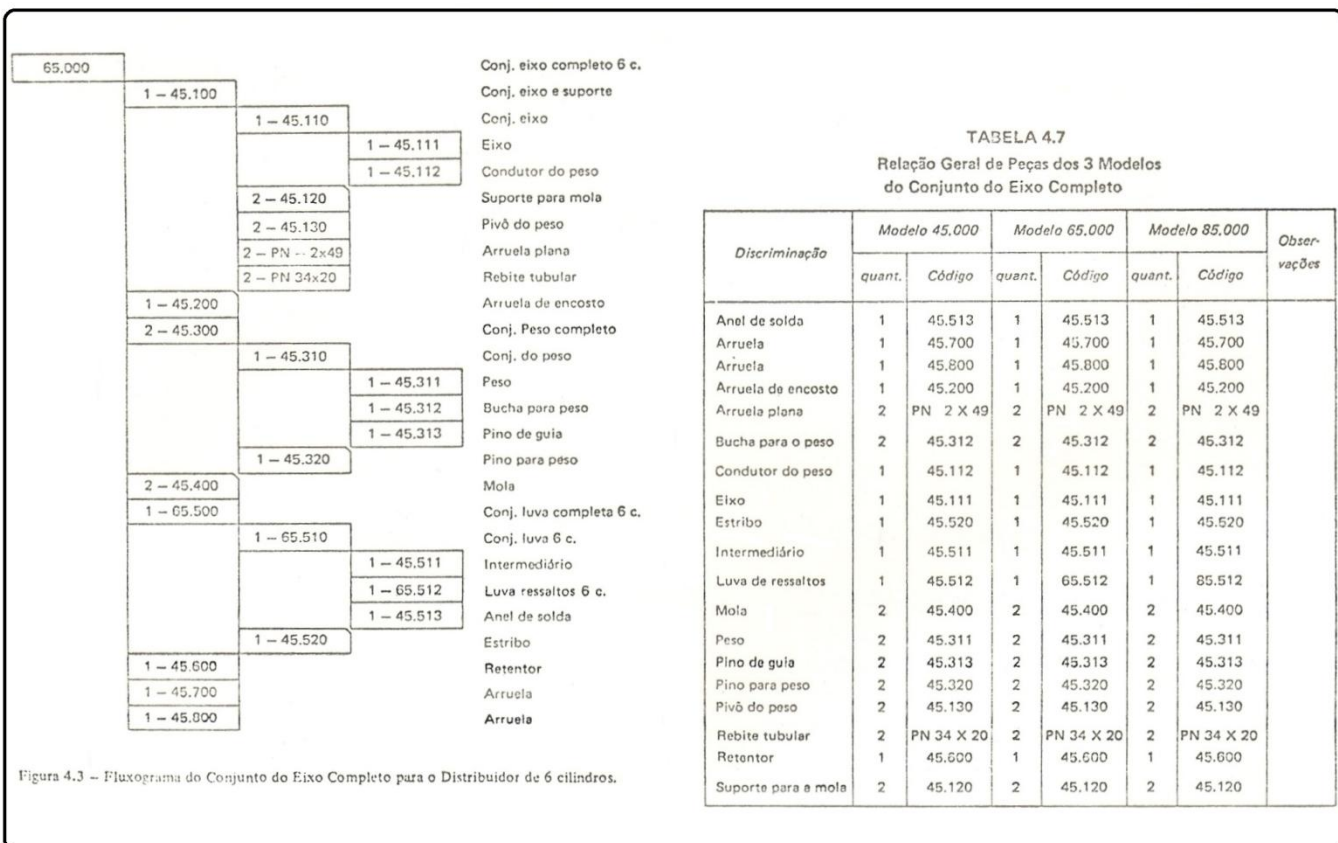 65.000 Conj. eixo completo 6 c.
1 – 45.100 Conj. eixo e suporte
1 – 45.110 Conj. eixo
1 – 45.111 Eixo
1 – 45.112 Condutor do peso
2 – 45.120 Suporte para mola
2 – 45.130 Pivô do peso
2 – PN – 2x49 Arruela plana
2 – PN 34x20 Rebite tubular
1 – 45.200 Arruela de encosto
2 – 45.300 Conj. Peso completo
1 – 45.310 Conj. do peso
1 – 45.311 Peso
1 – 45.312 Bucha para peso
1 – 45.313 Pino de guia
1 – 45.320 Pino para peso
2 – 45.400 Mola
1 – 65.500 Conj. luva completa 6 c.
1 – 65.510 Conj. luva 6 c.
1 – 45.511 Intermediário
1 – 65.512 Luva ressaltos 6 c.
1 – 45.513 Anel de solda
1 – 45.520 Estribo
1 – 45.600 Retentor
1 – 45.700 Arruela
1 – 45.800 Arruela
Figura 4.3 – Fluxograma do Conjunto do Eixo Completo para o Distribuidor de 6 cilindros.
TABELA 4.7
Relação Geral de Peças dos 3 Modelos
do Conjunto do Eixo Completo
Discriminação Modelo 45.000 Modelo 65.000 Modelo 85.000 Obser-
vações
quant. Código quant. Código quant. Código
Anel de solda 1 45.513 1 45.513 1 45.513
Arruela 1 45.700 1 45.700 1 45.700
Arruela 1 45.800 1 45.800 1 45.800
Arruela de encosto 1 45.200 1 45.200 1 45.200
Arruela plana 2 PN 2 X 49 2 PN 2 X 49 2 PN 2 X 49
Bucha para o peso 2 45.312 2 45.312 2 45.312
Condutor do peso 1 45.112 1 45.112 1 45.112
Eixo 1 45.111 1 45.111 1 45.111
Estribo 1 45.520 1 45.520 1 45.520
Intermediário 1 45.511 1 45.511 1 45.511
Luva de ressaltos 1 45.512 1 65.512 1 85.512
Mola 2 45.400 2 45.400 2 45.400
Peso 2 45.311 2 45.311 2 45.311
Pino de guia 2 45.313 2 45.313 2 45.313
Pino para peso 2 45.320 2 45.320 2 45.320
Pivô do peso 2 45.130 2 45.130 2 45.130
Rebite tubular 2 PN 34 X 20 2 PN 34 X 20 2 PN 34 X 20
Retentor 1 45.600 1 45.600 1 45.600
Suporte para a mola 2 45.120 2 45.120 2 45.120